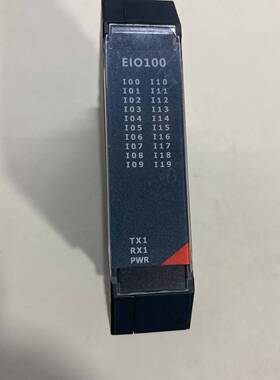 EIO100
I00 I10
I01 I11
I02 I12
I03 I13
I04 I14
I05 I15
I06 I16
I07 I17
I08 I18
I09 I19
TX1
RX1
PWR